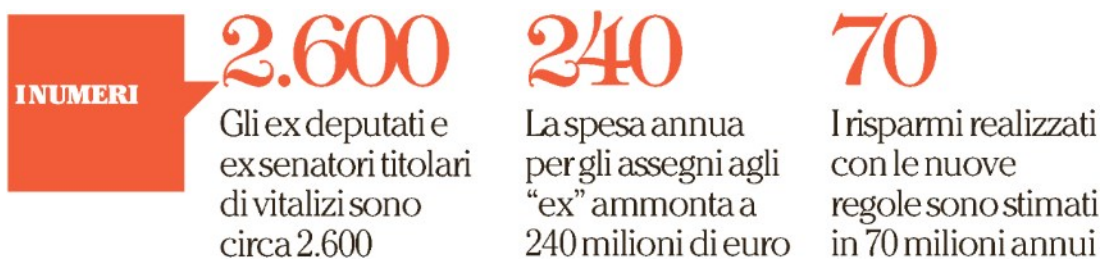 I NUMERI
2.600
Gli ex deputati e
ex senatori titolari
di vitalizi sono
circa 2.600
240
La spesa annua
per gli assegni agli
“ex” ammonta a
240 milioni di euro
70
I risparmi realizzati
con le nuove
regole sono stimati
in 70 milioni annui